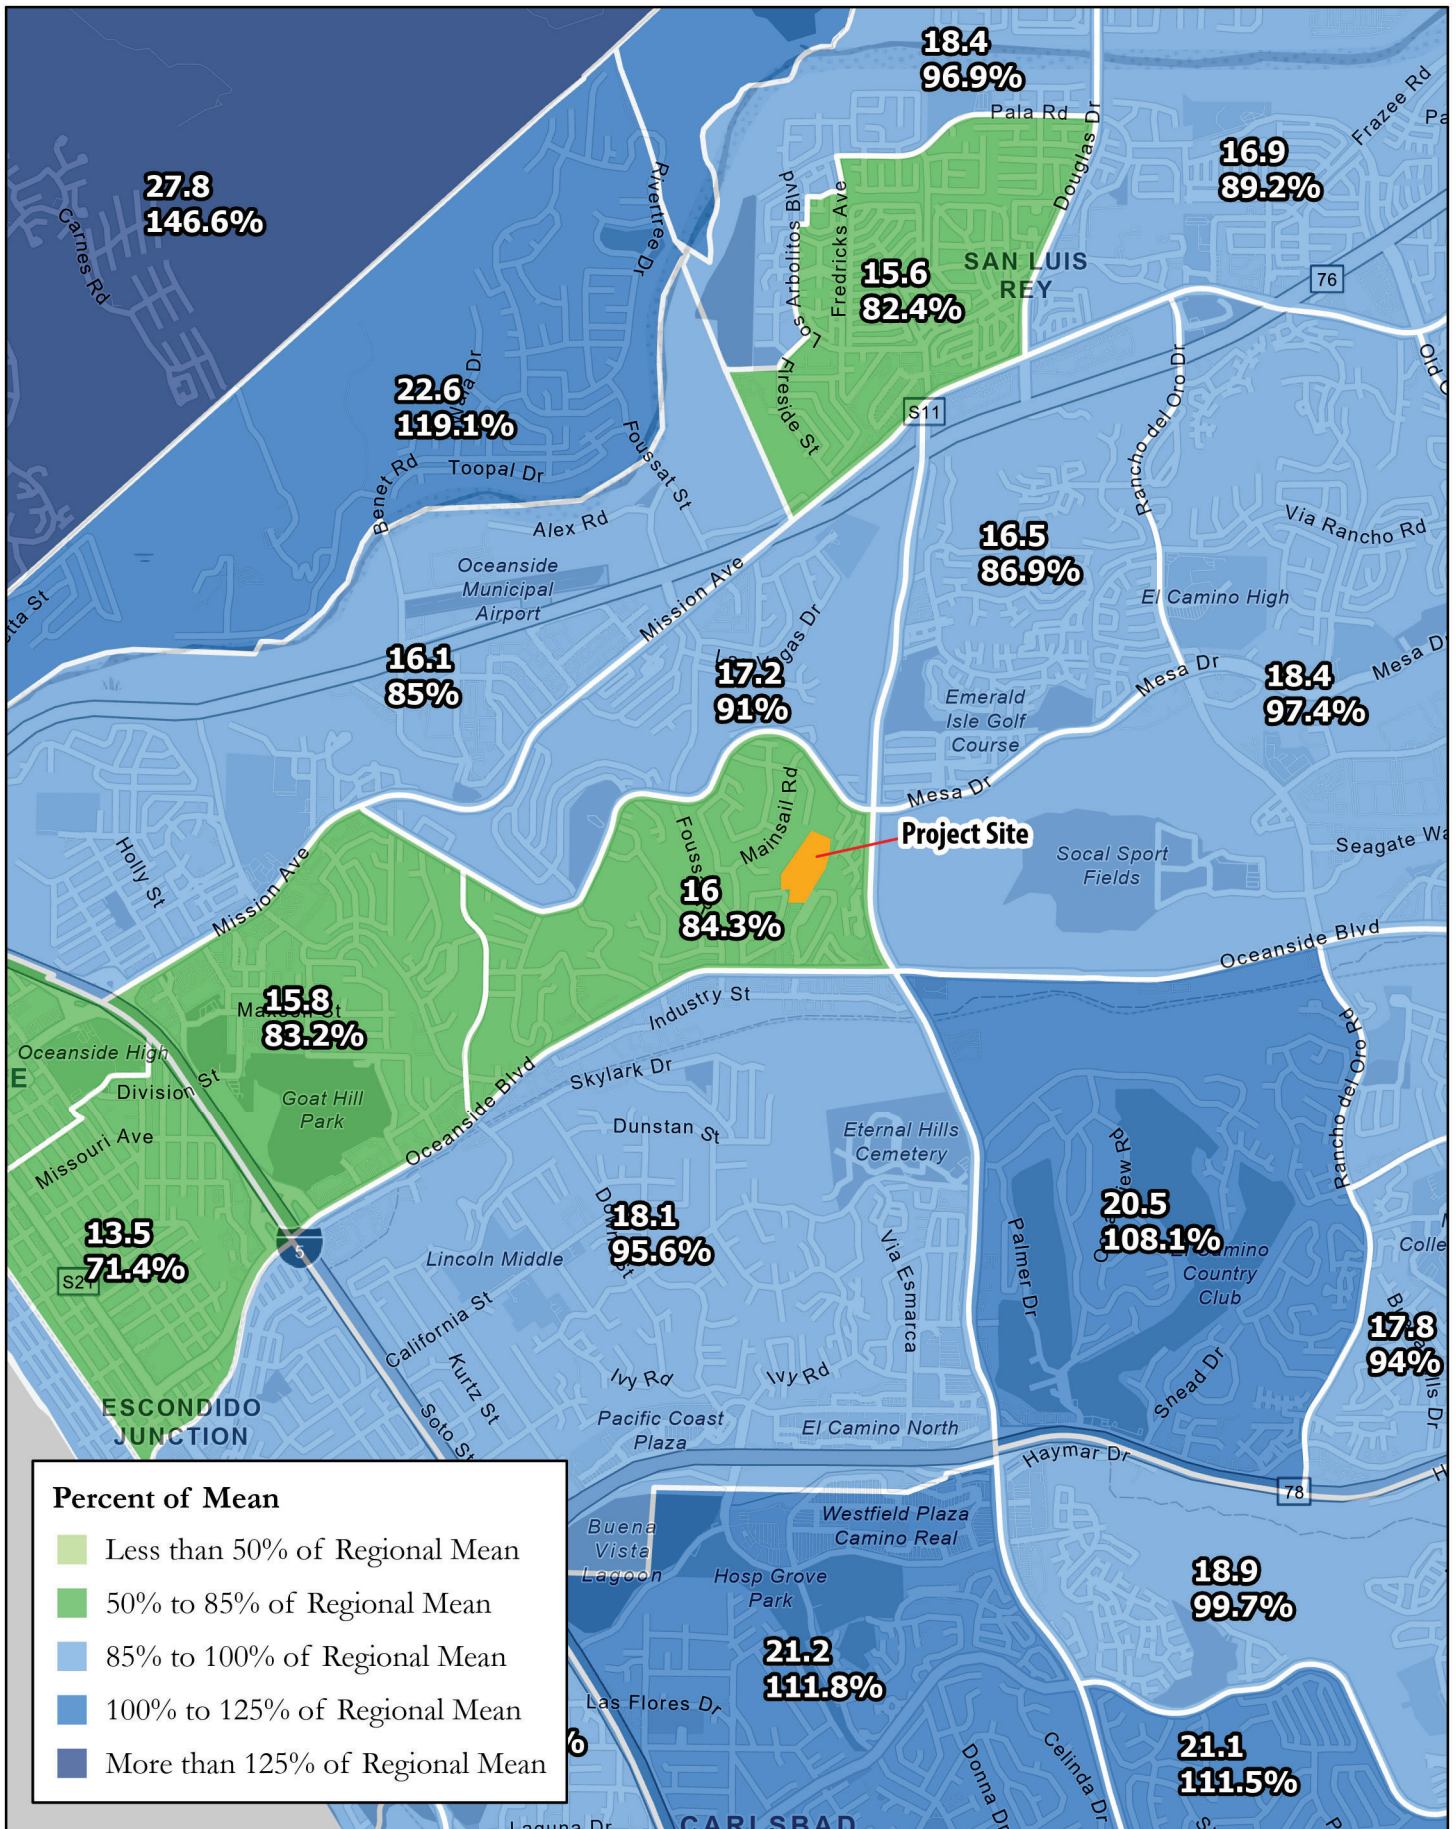 18.4
96.9%
Pala Rd
Douglas Dr
Frazee Rd
16.9
89.2%
27.8
146.6%
Carnes Rd
Rivertree Dr
Los Arbolitos Blvd
Fredricks Ave
15.6
82.4%
SAN LUIS
REY
76
22.6
119.1%
Fireside St
S11
Rancho del Oro Dr
Benet Rd
Toopal Dr
Foussat St
Alex Rd
Via Rancho Rd
16.5
86.9%
Oceanside
Municipal
Airport
Mission Ave
El Camino High
16.1
85%
17.2
91%
Mesa Dr
18.4
97.4%
Mesa D
Emerald
Isle Golf
Course
Mesa Dr
Project Site
Mainsail Rd
Holly St
Mission Ave
Socal Sport
Fields
Seagate Wa
16
84.3%
Oceanside Blvd
15.8
83.2%
Industry St
Oceanside High
E
Division St
Goat Hill
Park
Oceanside Blvd
Skylark Dr
Rancho del Oro Rd
Missouri Ave
Dunstan St
Eternal Hills
Cemetery
13.5
71.4%
S21
5
18.1
95.6%
Lincoln Middle
Via Esmarca
Palmer Dr
20.5
108.1%
Country
Club
Colle
California St
Kurtz St
Ivy Rd
Ivy Rd
Snead Dr
17.8
94%
ESCONDIDO
JUNCTION
Soto St
Pacific Coast
Plaza
El Camino North
Haymar Dr
78
Percent of Mean
Less than 50% of Regional Mean
50% to 85% of Regional Mean
85% to 100% of Regional Mean
100% to 125% of Regional Mean
More than 125% of Regional Mean
Buena
Vista
Lagoon
Westfield Plaza
Camino Real
Hosp Grove
Park
18.9
99.7%
21.2
111.8%
Las Flores Dr
%
Celinda Dr
Donna Dr
21.1
111.5%
Laguna Dr
CARLSBAD